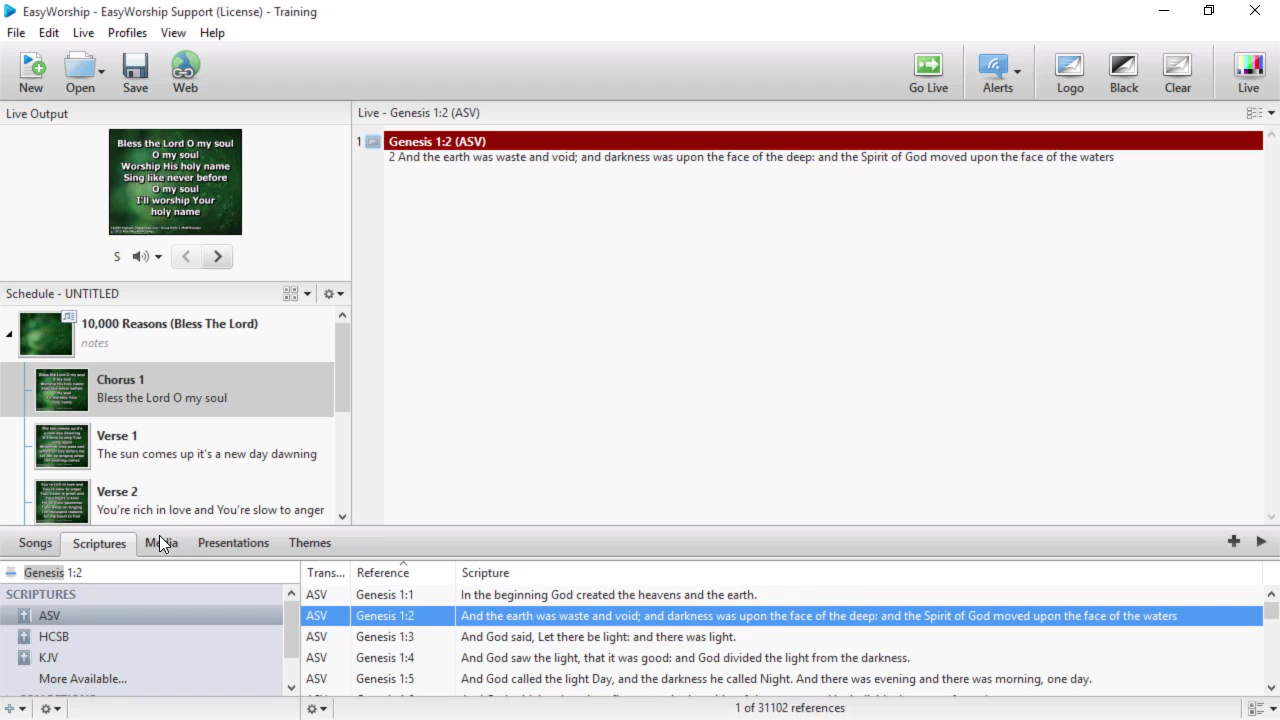 EasyWorship - EasyWorship Support (License) - Training
File Edit Live Profiles View Help
New Open Save Web Go Live Alerts Logo Black Clear Live
Live Output
Bless the Lord O my soul
O my soul
Worship His holy name
Sing like never before
O my soul
I'll worship Your
holy name
S
Live - Genesis 1:2 (ASV)
1 Genesis 1:2 (ASV)
2 And the earth was waste and void; and darkness was upon the face of the deep: and the Spirit of God moved upon the face of the waters
Schedule - UNTITLED
10,000 Reasons (Bless The Lord)
notes
Chorus 1
Bless the Lord O my soul
Verse 1
The sun comes up it's a new day dawning
Verse 2
You're rich in love and You're slow to anger
Songs Scriptures Media Presentations Themes
Genesis 1:2
SCRIPTURES
ASV
HCSB
KJV
More Available...
Trans... Reference Scripture
ASV Genesis 1:1 In the beginning God created the heavens and the earth.
ASV Genesis 1:2 And the earth was waste and void; and darkness was upon the face of the deep: and the Spirit of God moved upon the face of the waters
ASV Genesis 1:3 And God said, Let there be light: and there was light.
ASV Genesis 1:4 And God saw the light, that it was good: and God divided the light from the darkness.
ASV Genesis 1:5 And God called the light Day, and the darkness he called Night. And there was evening and there was morning, one day.
1 of 31102 references